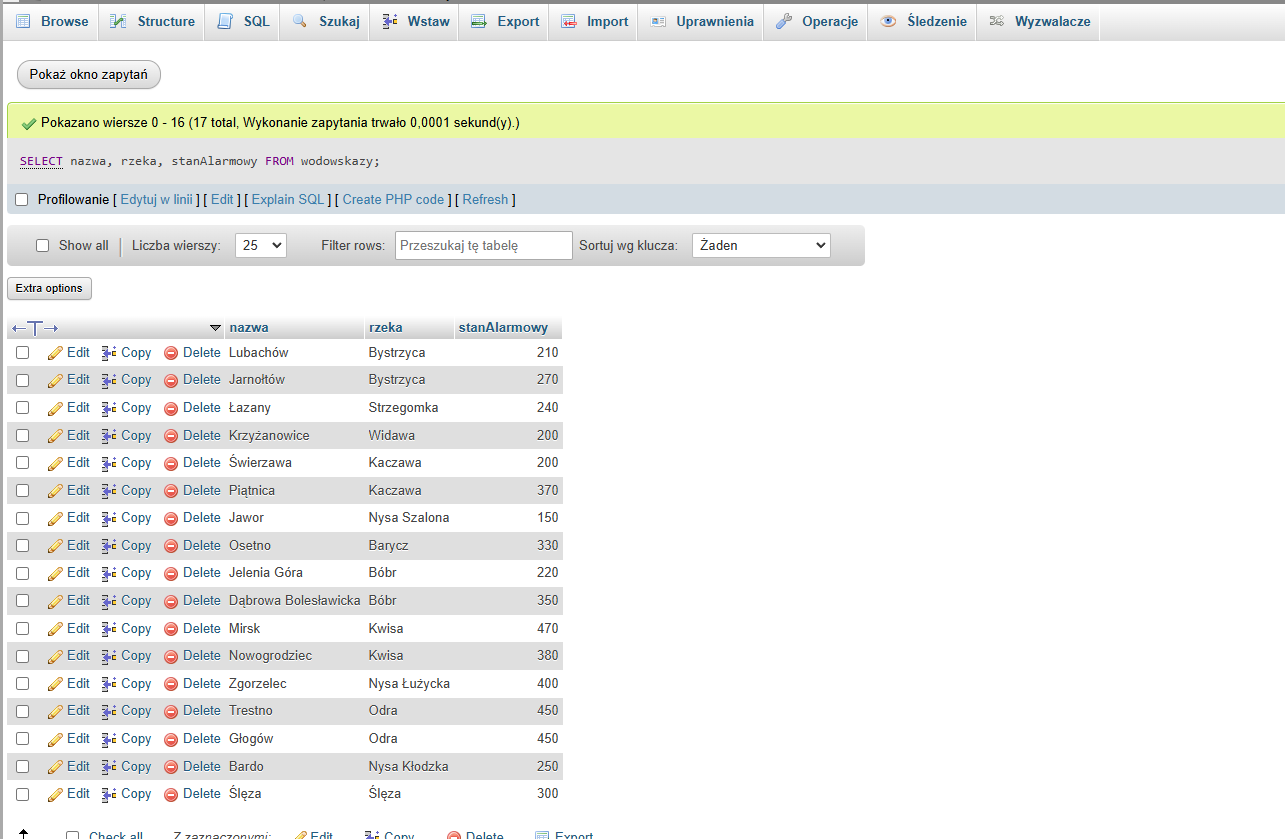 Browse Structure SQL Szukaj Wstaw Export Import Uprawnienia Operacje Śledzenie Wyzwalacze
Pokaż okno zapytań
Pokazano wiersze 0 - 16 (17 total, Wykonanie zapytania trwało 0,0001 sekund(y).)
SELECT nazwa, rzeka, stanAlarmowy FROM wodowskazy;
Profilowanie [ Edytuj w linii ] [ Edit ] [ Explain SQL ] [ Create PHP code ] [ Refresh ]
Show all | Liczba wierszy: 25 Filter rows: Przeszukaj tę tabelę Sortuj wg klucza: Żaden
Extra options
nazwa rzeka stanAlarmowy
Edit Copy Delete Lubachów Bystrzyca 210
Edit Copy Delete Jarnołtów Bystrzyca 270
Edit Copy Delete Łazany Strzegomka 240
Edit Copy Delete Krzyżanowice Widawa 200
Edit Copy Delete Świerzawa Kaczawa 200
Edit Copy Delete Piątnica Kaczawa 370
Edit Copy Delete Jawor Nysa Szalona 150
Edit Copy Delete Osetno Barycz 330
Edit Copy Delete Jelenia Góra Bóbr 220
Edit Copy Delete Dąbrowa Bolesławicka Bóbr 350
Edit Copy Delete Mirsk Kwisa 470
Edit Copy Delete Nowogrodziec Kwisa 380
Edit Copy Delete Zgorzelec Nysa Łużycka 400
Edit Copy Delete Trestno Odra 450
Edit Copy Delete Głogów Odra 450
Edit Copy Delete Bardo Nysa Kłodzka 250
Edit Copy Delete Ślęza Ślęza 300
Check all Z zaznaczonymi: Edit Copy Delete Export